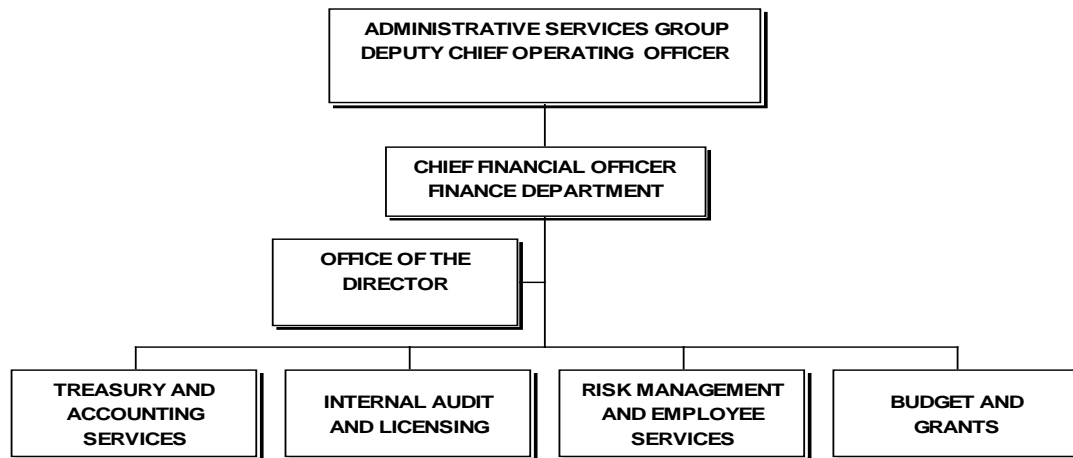 ADMINISTRATIVE SERVICES GROUP
DEPUTY CHIEF OPERATING OFFICER
CHIEF FINANCIAL OFFICER
FINANCE DEPARTMENT
OFFICE OF THE
DIRECTOR
TREASURY AND
ACCOUNTING
SERVICES
INTERNAL AUDIT
AND LICENSING
RISK MANAGEMENT
AND EMPLOYEE
SERVICES
BUDGET AND
GRANTS